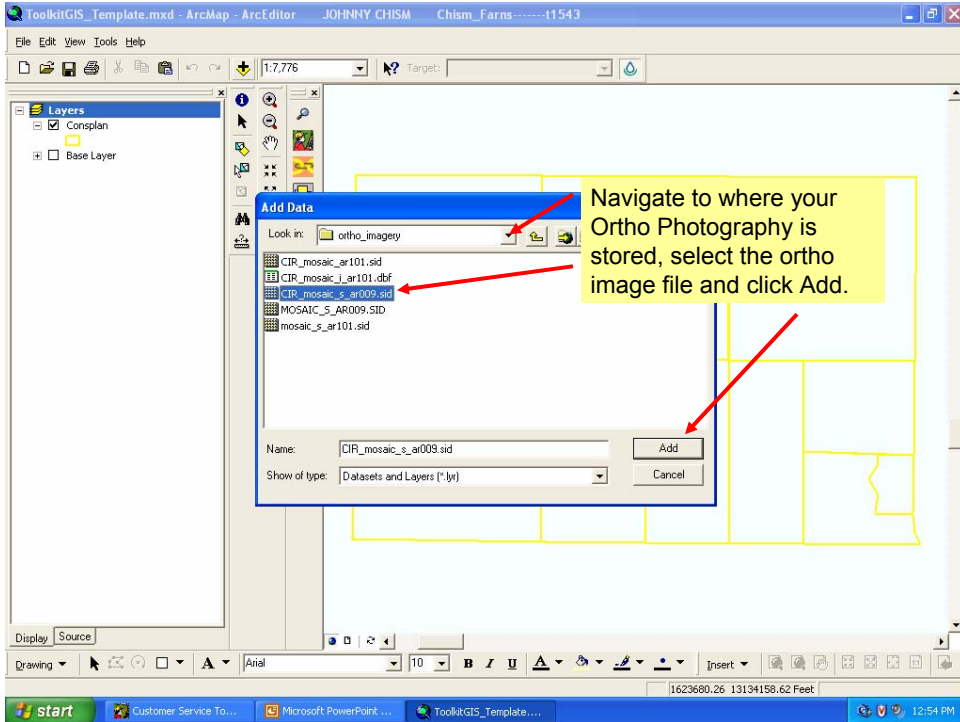 ToolkitGIS_Template.mxd - ArcMap - ArcEditor JOHNNY CHISM Chism_Farns-------t1543
File Edit View Tools Help
1:7,776 Target:
Layers
Consplan
Base Layer
Add Data
Look in: ortho_imagery
CIR_mosaic_ar101.sid
CIR_mosaic_i_ar101.dbf
CIR_mosaic_s_ar009.sid
MOSAIC_S_AR009.SID
mosaic_s_ar101.sid
Name: CIR_mosaic_s_ar009.sid Add
Show of type: Datasets and Layers (*.lyr) Cancel
Navigate to where your
Ortho Photography is
stored, select the ortho
image file and click Add.
Display Source
Drawing A Arial 10 B I U A Insert
1623680.26 13134158.62 Feet
start Customer Service To... Microsoft PowerPoint ... ToolkitGIS_Template.... 12:54 PM